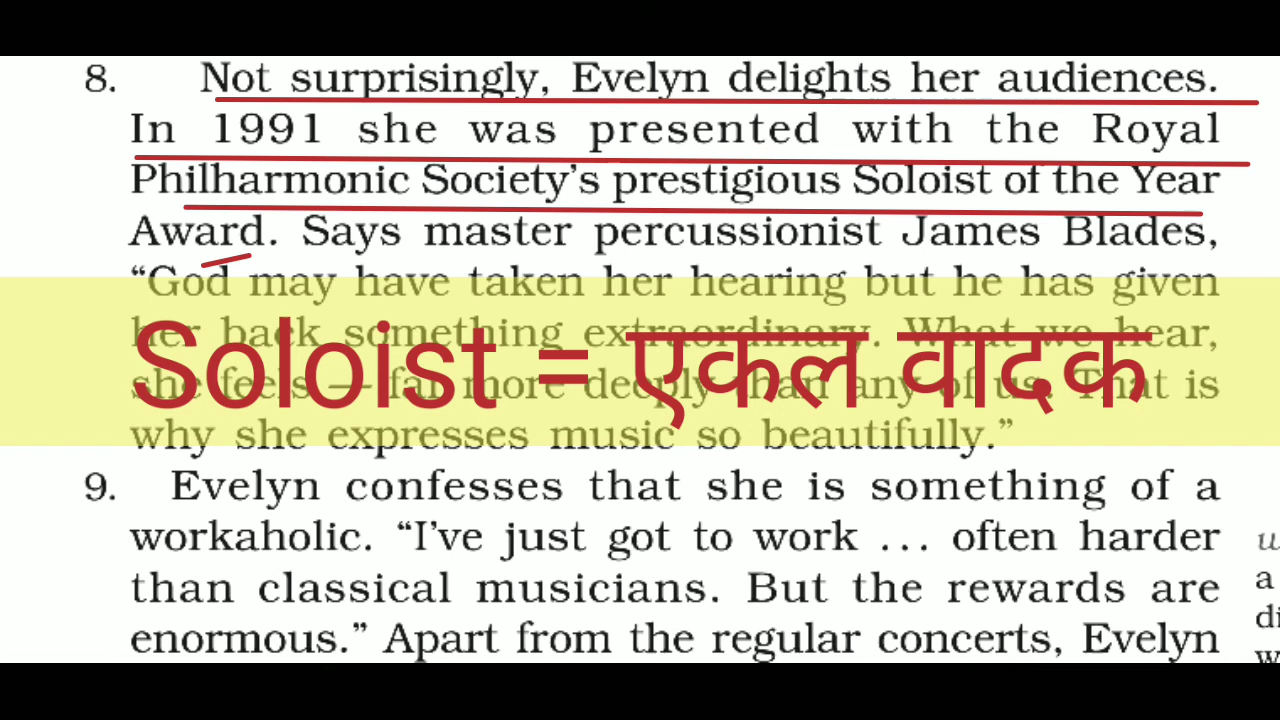 8. Not surprisingly, Evelyn delights her audiences.
In 1991 she was presented with the Royal
Philharmonic Society’s prestigious Soloist of the Year
Award. Says master percussionist James Blades,
“God may have taken her hearing but he has given
her back something extraordinary. What we hear,
Soloist = एकल वादक
she feels — far more deeply than any of us. That is
why she expresses music so beautifully.”
9. Evelyn confesses that she is something of a
workaholic. “I’ve just got to work ... often harder
than classical musicians. But the rewards are
enormous.” Apart from the regular concerts, Evelyn
a